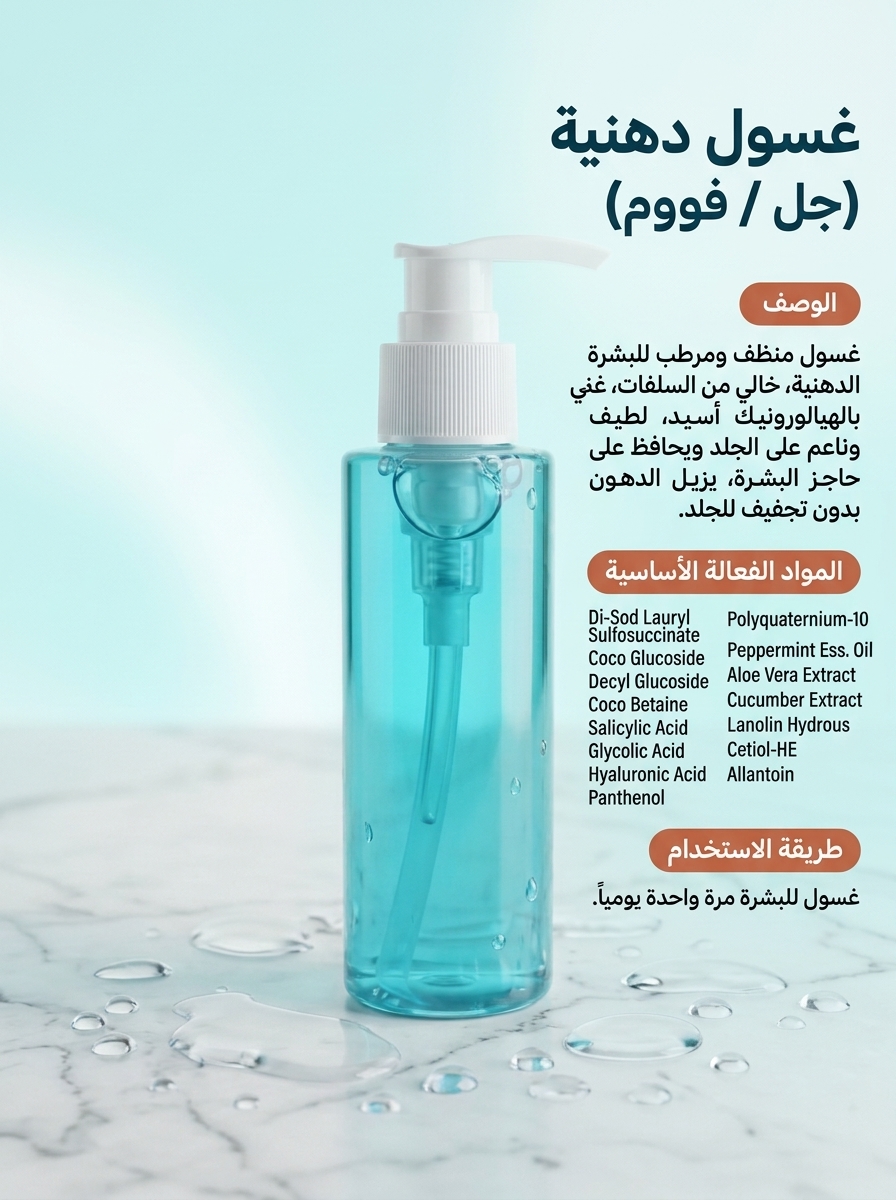 غسول دهنية
(جل / فووم)
الوصف
غسول منظف ومرطب للبشرة
الدهنية، خالي من السلفات، غني
بالهيالورونيك أسيد، لطيف
وناعم على الجلد ويحافظ على
حاجز البشرة، يزيل الدهون
بدون تجفيف للجلد.
المواد الفعالة الأساسية
Di-Sod Lauryl
Sulfosuccinate
Coco Glucoside
Decyl Glucoside
Coco Betaine
Salicylic Acid
Glycolic Acid
Hyaluronic Acid
Panthenol
Polyquaternium-10
Peppermint Ess. Oil
Aloe Vera Extract
Cucumber Extract
Lanolin Hydrous
Cetiol-HE
Allantoin
طريقة الاستخدام
غسول للبشرة مرة واحدة يومياً.